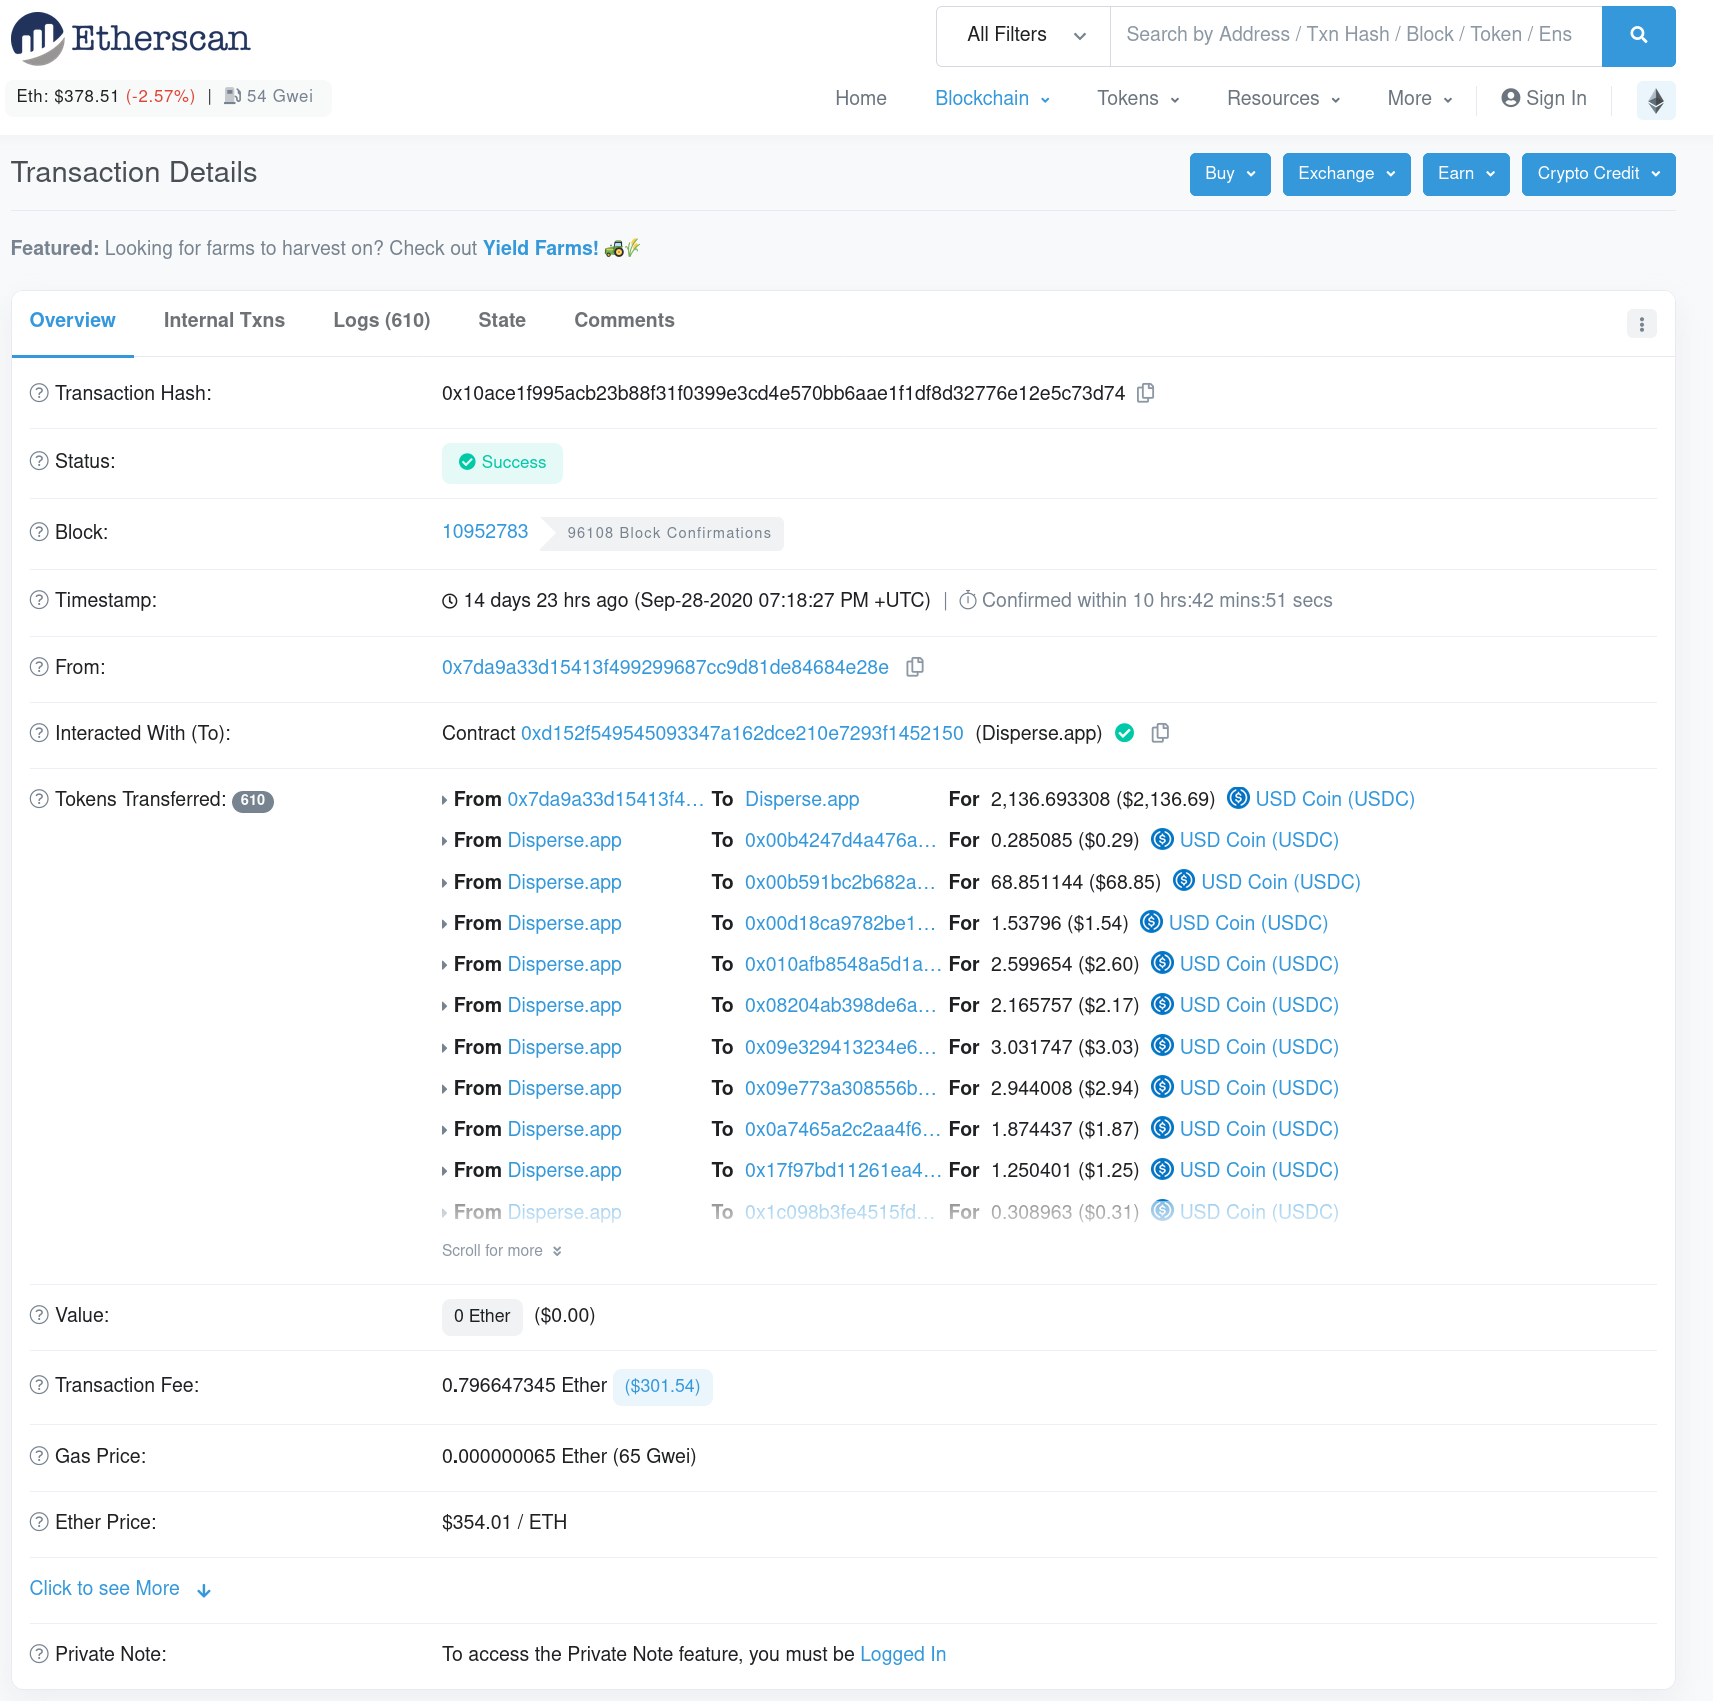 Etherscan
All Filters
Search by Address / Txn Hash / Block / Token / Ens
Eth: $378.51 (-2.57%) | 54 Gwei
Home Blockchain Tokens Resources More Sign In
Transaction Details
Buy Exchange Earn Crypto Credit
Featured: Looking for farms to harvest on? Check out Yield Farms!
Overview Internal Txns Logs (610) State Comments
Transaction Hash: 0x10ace1f995acb23b88f31f0399e3cd4e570bb6aae1f1df8d32776e12e5c73d74
Status: Success
Block: 10952783 96108 Block Confirmations
Timestamp: 14 days 23 hrs ago (Sep-28-2020 07:18:27 PM +UTC) | Confirmed within 10 hrs:42 mins:51 secs
From: 0x7da9a33d15413f499299687cc9d81de84684e28e
Interacted With (To): Contract 0xd152f549545093347a162dce210e7293f1452150 (Disperse.app)
Tokens Transferred: 610 From 0x7da9a33d15413f4... To Disperse.app For 2,136.693308 ($2,136.69) USD Coin (USDC)
From Disperse.app To 0x00b4247d4a476a... For 0.285085 ($0.29) USD Coin (USDC)
From Disperse.app To 0x00b591bc2b682a... For 68.851144 ($68.85) USD Coin (USDC)
From Disperse.app To 0x00d18ca9782be1... For 1.53796 ($1.54) USD Coin (USDC)
From Disperse.app To 0x010afb8548a5d1a... For 2.599654 ($2.60) USD Coin (USDC)
From Disperse.app To 0x08204ab398de6a... For 2.165757 ($2.17) USD Coin (USDC)
From Disperse.app To 0x09e329413234e6... For 3.031747 ($3.03) USD Coin (USDC)
From Disperse.app To 0x09e773a308556b... For 2.944008 ($2.94) USD Coin (USDC)
From Disperse.app To 0x0a7465a2c2aa4f6... For 1.874437 ($1.87) USD Coin (USDC)
From Disperse.app To 0x17f97bd11261ea4... For 1.250401 ($1.25) USD Coin (USDC)
From Disperse.app To 0x1c098b3fe4515fd... For 0.308963 ($0.31) USD Coin (USDC)
Scroll for more
Value: 0 Ether ($0.00)
Transaction Fee: 0.796647345 Ether ($301.54)
Gas Price: 0.000000065 Ether (65 Gwei)
Ether Price: $354.01 / ETH
Click to see More
Private Note: To access the Private Note feature, you must be Logged In